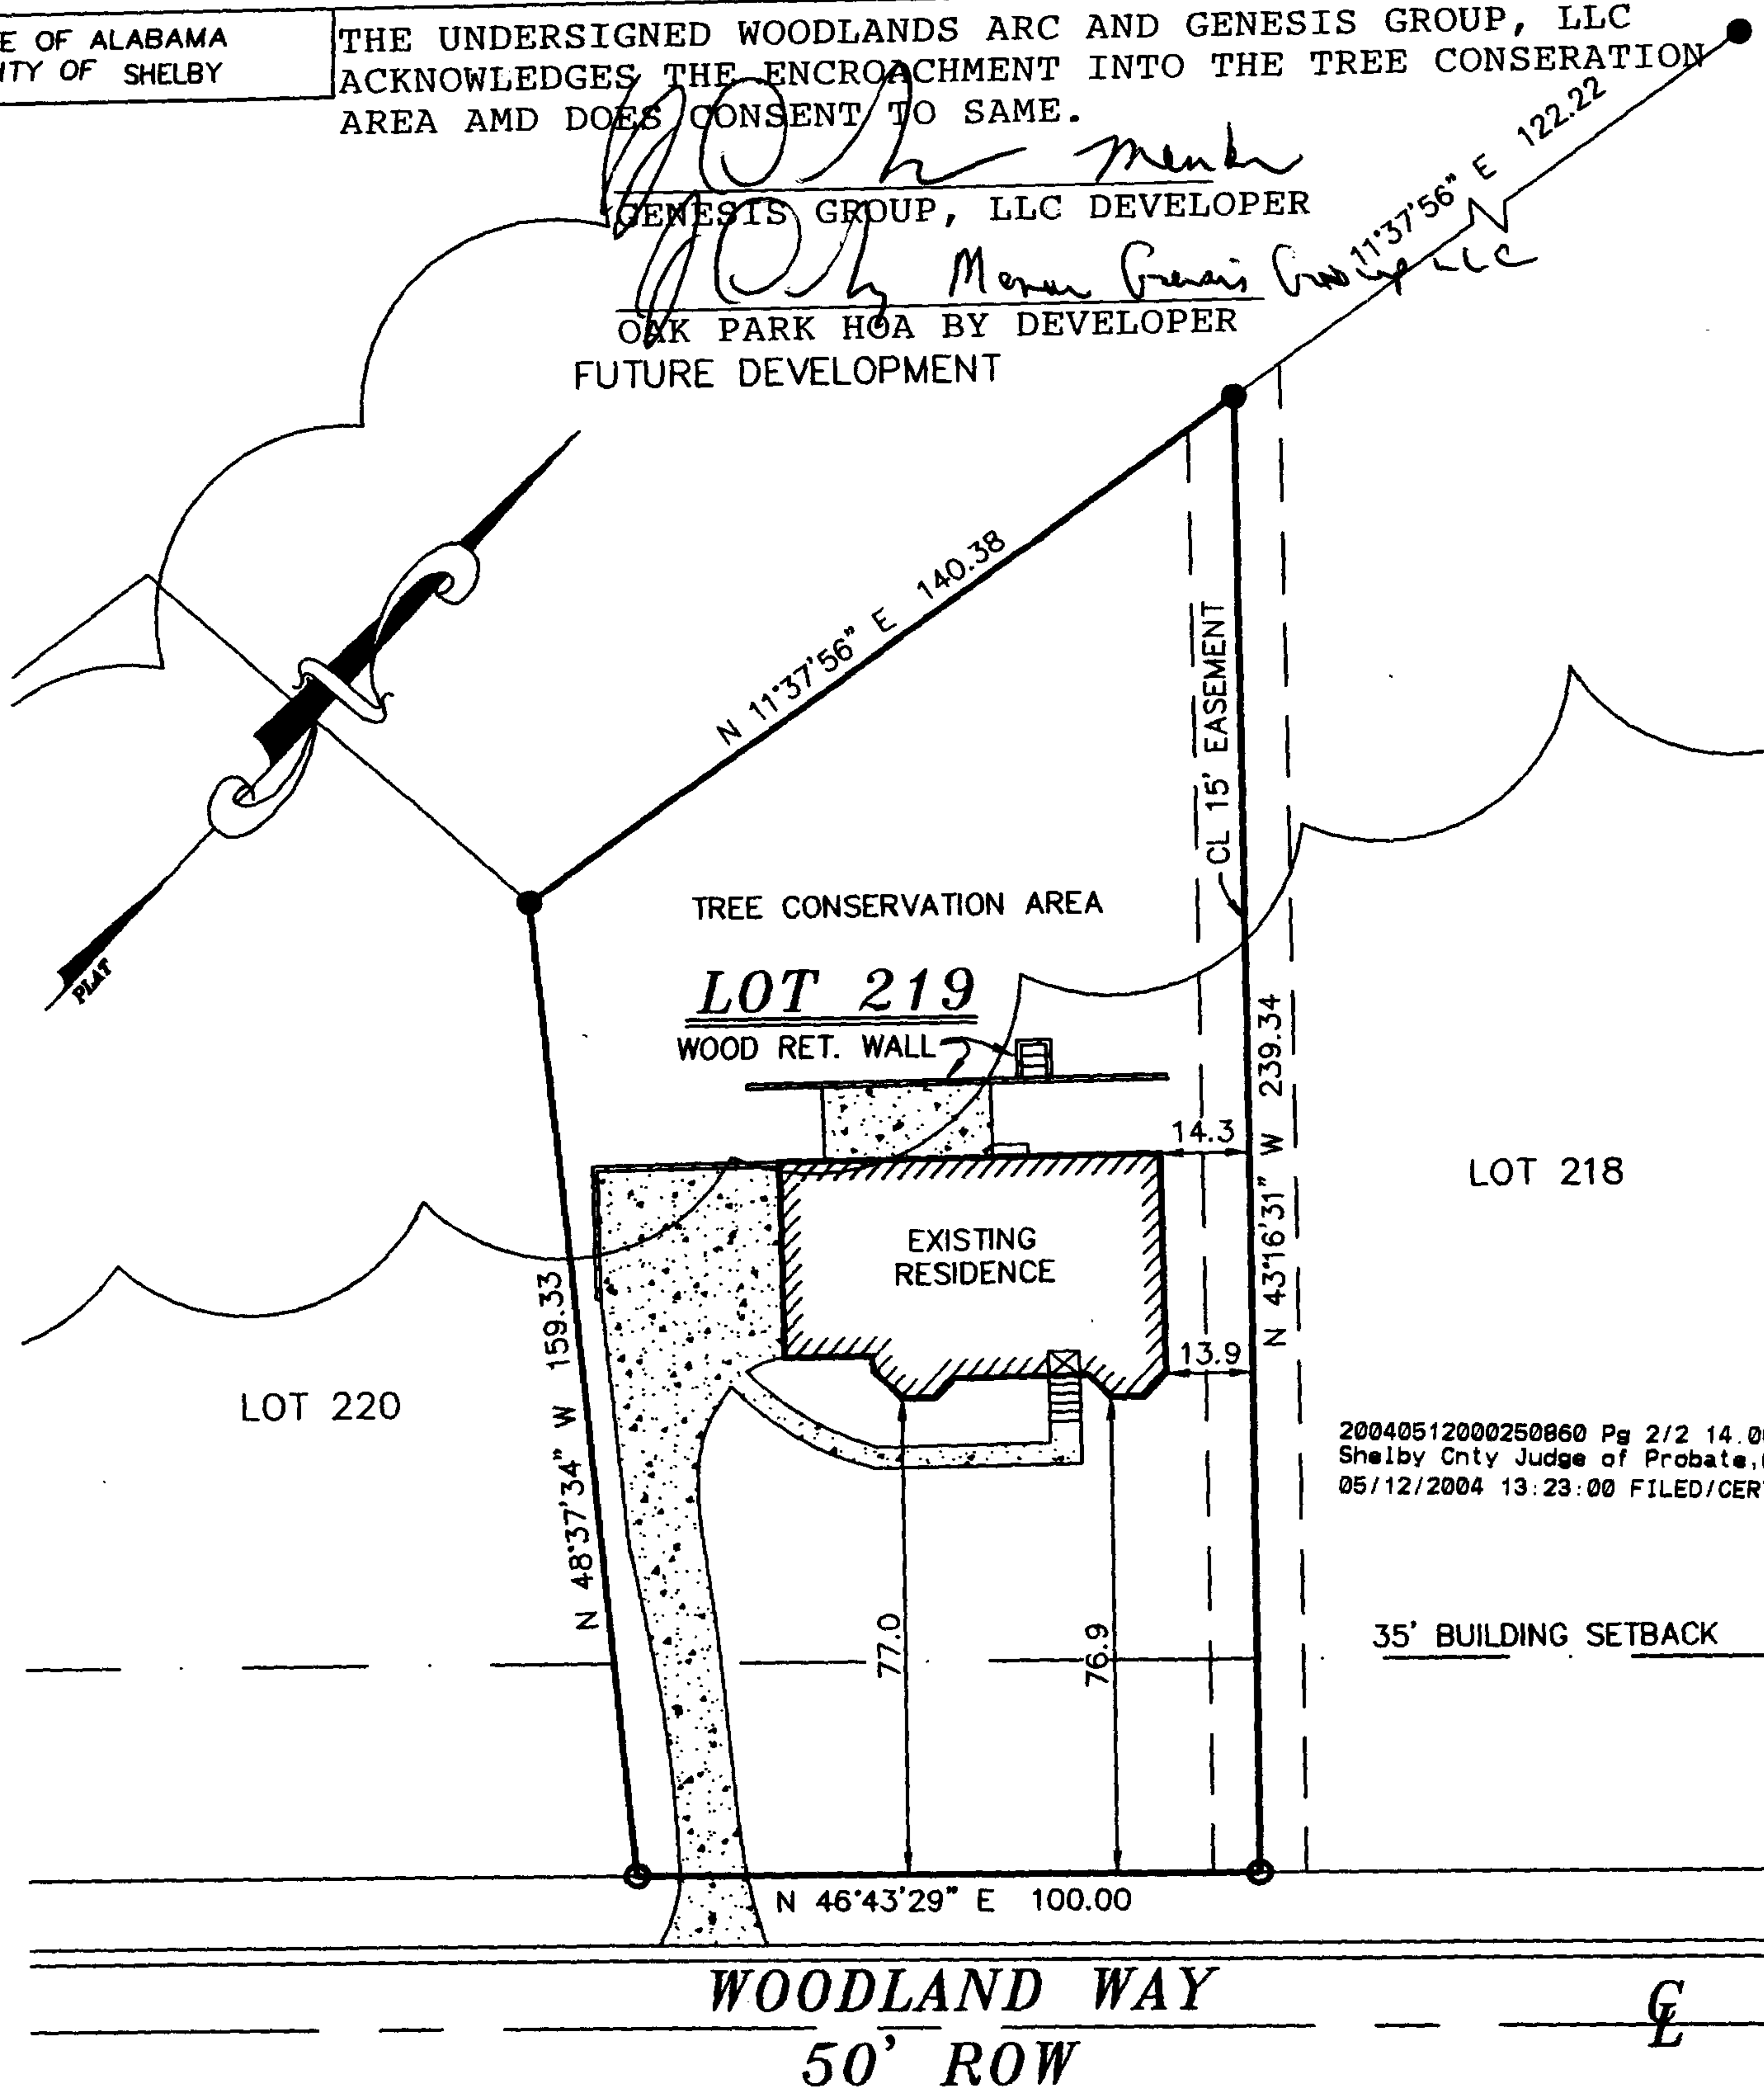 E OF ALABAMA
ITY OF SHELBY
THE UNDERSIGNED WOODLANDS ARC AND GENESIS GROUP, LLC
ACKNOWLEDGES THE ENCROACHMENT INTO THE TREE CONSERATION
AREA AMD DOES CONSENT TO SAME.
GENESIS GROUP, LLC DEVELOPER
Genesis Group LLC
OAK PARK HOA BY DEVELOPER
FUTURE DEVELOPMENT
11°37'56" E 122.22
N 11°37'56" E 140.38
CL 15' EASEMENT
PLAT
TREE CONSERVATION AREA
LOT 219
WOOD RET. WALL
14.3
N 43°16'31" W 239.34
LOT 218
EXISTING
RESIDENCE
13.9
N 48°37'34" W 159.33
LOT 220
20040512000250860 Pg 2/2 14.0
Shelby Cnty Judge of Probate,
05/12/2004 13:23:00 FILED/CER
77.0
76.9
35' BUILDING SETBACK
N 46°43'29" E 100.00
WOODLAND WAY
CL
50' ROW